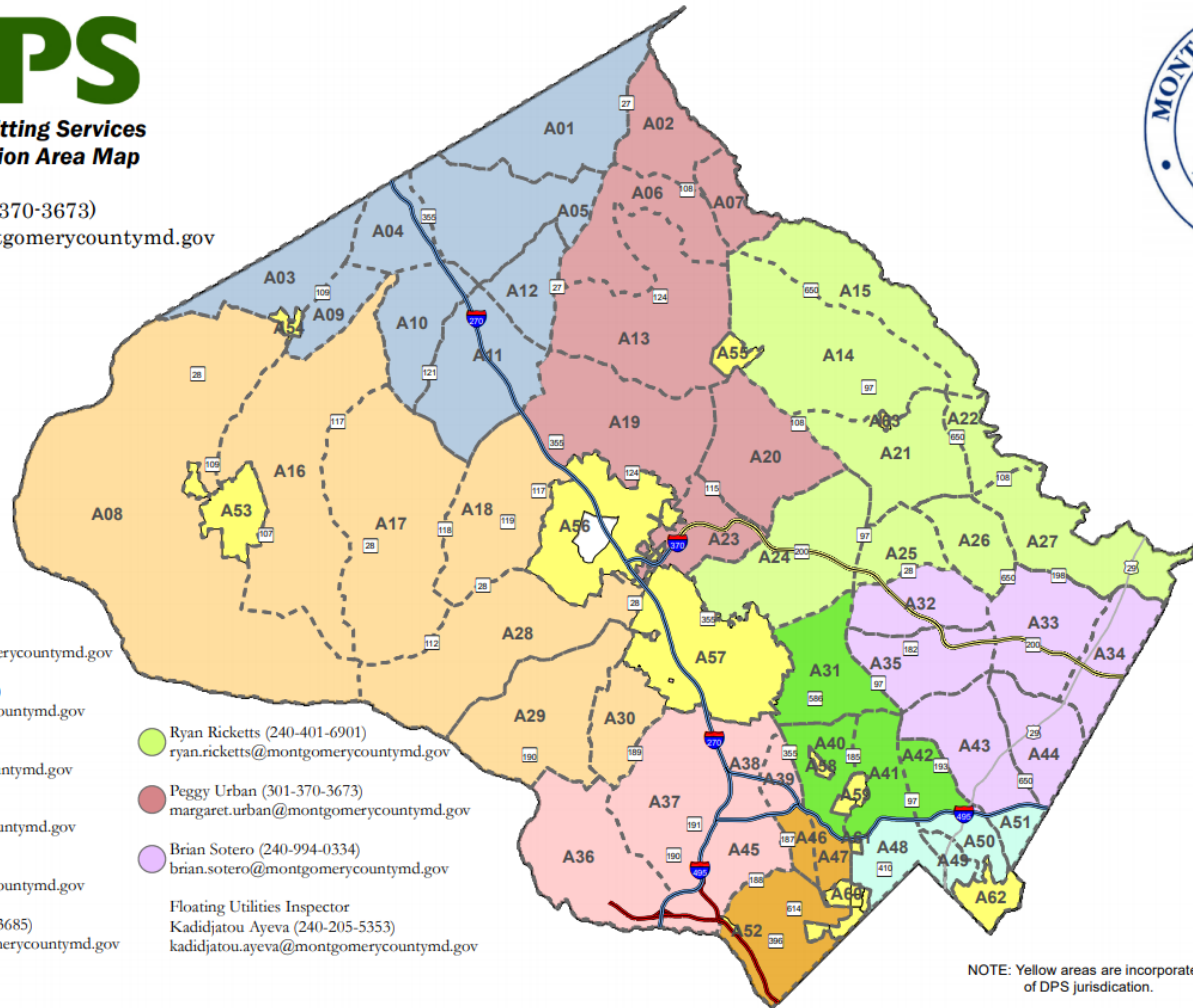 PS
tting Services
ion Area Map
370-3673)
tgomerycountymd.gov
MONT
A01
27
A02
A06
108
A07
A05
355
A04
A03
109
A09
A54
A10
A12
27
124
270
A11
121
A13
650
A15
A14
A55
97
28
117
109
A16
A08
A53
107
A17
28
118
A18
119
117
355
A19
124
A20
108
115
A63
A21
A22
650
108
A56
370
A23
A24
200
97
A25
28
A26
650
A27
198
29
28
28
112
A28
355
A57
A31
586
A32
A33
200
A34
A35
182
97
A29
190
A30
189
270
A38
355
A39
A40
A58
185
A41
A42
193
97
A59
A43
29
A44
650
A37
191
A36
190
A45
495
188
187
A46
A47
A61
A48
410
495
A49
A50
A51
A60
A62
614
A52
396
erycountymd.gov
)
ountymd.gov
ntymd.gov
untymd.gov
ountymd.gov
3685)
merycountymd.gov
Ryan Ricketts (240-401-6901)
ryan.ricketts@montgomerycountymd.gov
Peggy Urban (301-370-3673)
margaret.urban@montgomerycountymd.gov
Brian Sotero (240-994-0334)
brian.sotero@montgomerycountymd.gov
Floating Utilities Inspector
Kadidjatou Ayeva (240-205-5353)
kadidjatou.ayeva@montgomerycountymd.gov
NOTE: Yellow areas are incorporate
of DPS jurisdication.